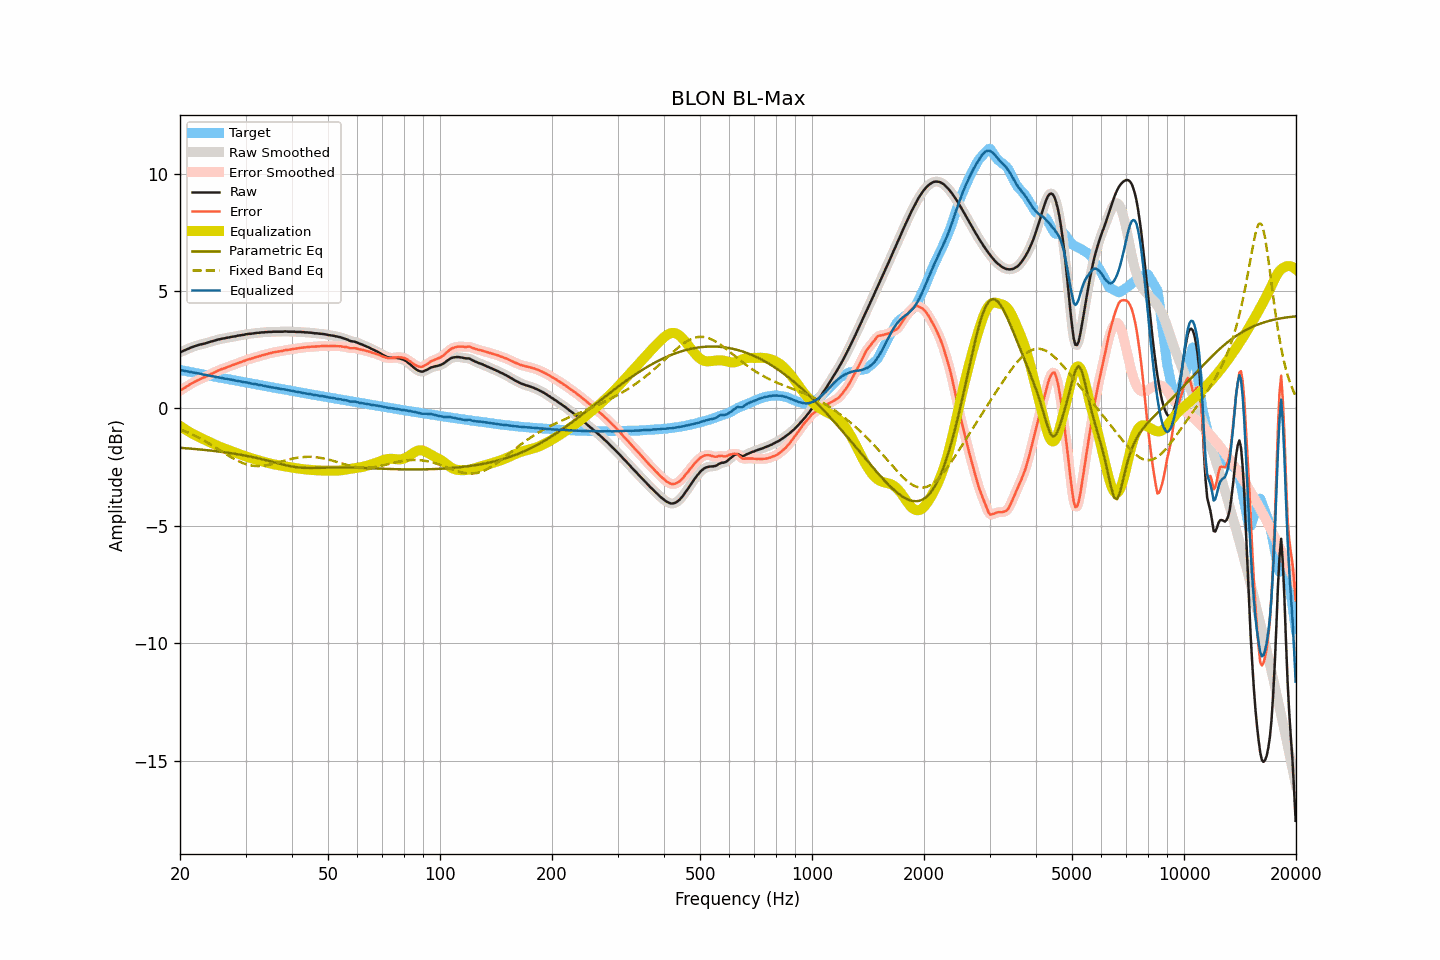 BLON BL-Max
Target
Raw Smoothed
Error Smoothed
Raw
Error
Equalization
Parametric Eq
Fixed Band Eq
Equalized
10
5
0
−5
−10
−15
Amplitude (dBr)
20 50 100 200 500 1000 2000 5000 10000 20000
Frequency (Hz)